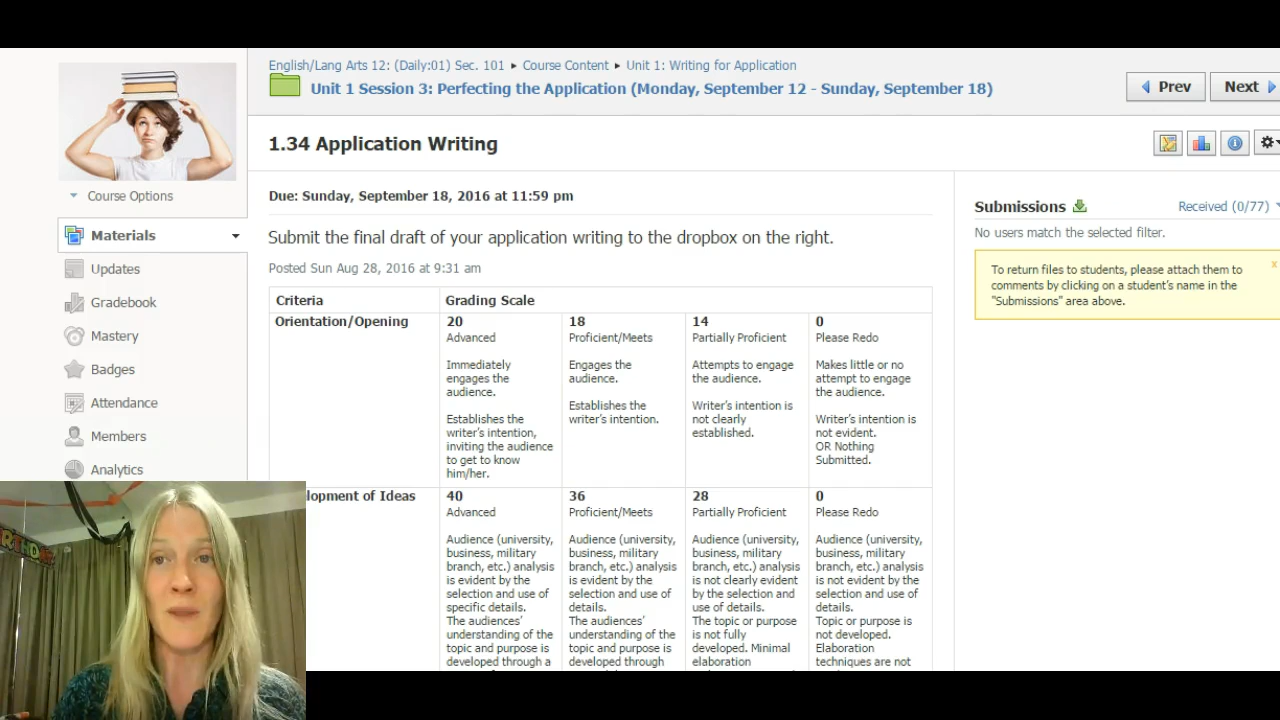 English/Lang Arts 12: (Daily:01) Sec. 101 ▸ Course Content ▸ Unit 1: Writing for Application
Unit 1 Session 3: Perfecting the Application (Monday, September 12 - Sunday, September 18)
Prev
Next
Course Options
Materials
Updates
Gradebook
Mastery
Badges
Attendance
Members
Analytics
1.34 Application Writing
Due: Sunday, September 18, 2016 at 11:59 pm
Submit the final draft of your application writing to the dropbox on the right.
Posted Sun Aug 28, 2016 at 9:31 am
Criteria
Grading Scale
Orientation/Opening
20
Advanced
Immediately
engages the
audience.
Establishes the
writer's intention,
inviting the audience
to get to know
him/her.
18
Proficient/Meets
Engages the
audience.
Establishes the
writer's intention.
14
Partially Proficient
Attempts to engage
the audience.
Writer's intention is
not clearly
established.
0
Please Redo
Makes little or no
attempt to engage
the audience.
Writer's intention is
not evident.
OR Nothing
Submitted.
lopment of Ideas
40
Advanced
Audience (university,
business, military
branch, etc.) analysis
is evident by the
selection and use of
specific details.
The audiences'
understanding of the
topic and purpose is
developed through a
36
Proficient/Meets
Audience (university,
business, military
branch, etc.) analysis
is evident by the
selection and use of
details.
The audiences'
understanding of the
topic and purpose is
developed through
28
Partially Proficient
Audience (university,
business, military
branch, etc.) analysis
is not clearly evident
by the selection and
use of details.
The topic or purpose
is not fully
developed. Minimal
elaboration
0
Please Redo
Audience (university,
business, military
branch, etc.) analysis
is not evident by the
selection and use of
details.
Topic or purpose is
not developed.
Elaboration
techniques are not
Submissions
Received (0/77)
No users match the selected filter.
To return files to students, please attach them to
comments by clicking on a student's name in the
"Submissions" area above.
x